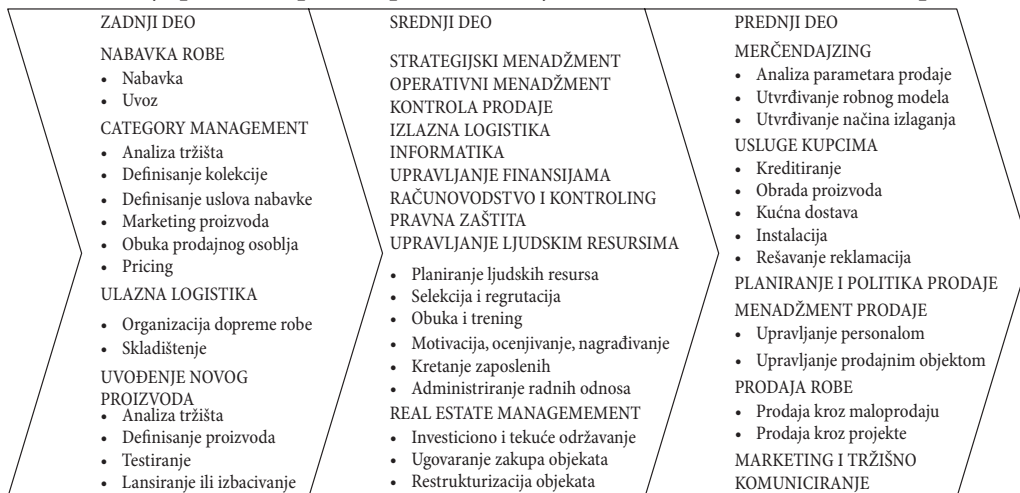 ZADNJI DEO
NABAVKA ROBE
• Nabavka
• Uvoz
CATEGORY MANAGEMENT
• Analiza tržišta
• Definisanje kolekcije
• Definisanje uslova nabavke
• Marketing proizvoda
• Obuka prodajnog osoblja
• Pricing
ULAZNA LOGISTIKA
• Organizacija dopreme robe
• Skladištenje
UVOĐENJE NOVOG
PROIZVODA
• Analiza tržišta
• Definisanje proizvoda
• Testiranje
• Lansiranje ili izbacivanje
SREDNJI DEO
STRATEGIJSKI MENADŽMENT
OPERATIVNI MENADŽMENT
KONTROLA PRODAJE
IZLAZNA LOGISTIKA
INFORMATIKA
UPRAVLJANJE FINANSIJAMA
RAČUNOVODSTVO I KONTROLING
PRAVNA ZAŠTITA
UPRAVLJANJE LJUDSKIM RESURSIMA
• Planiranje ljudskih resursa
• Selekcija i regrutacija
• Obuka i trening
• Motivacija, ocenjivanje, nagrađivanje
• Kretanje zaposlenih
• Administriranje radnih odnosa
REAL ESTATE MANAGEMEMENT
• Investiciono i tekuće održavanje
• Ugovaranje zakupa objekata
• Restrukturizacija objekata
PREDNJI DEO
MERČENDAJZING
• Analiza parametara prodaje
• Utvrđivanje robnog modela
• Utvrđivanje načina izlaganja
USLUGE KUPCIMA
• Kreditiranje
• Obrada proizvoda
• Kućna dostava
• Instalacija
• Rešavanje reklamacija
PLANIRANJE I POLITIKA PRODAJE
MENADŽMENT PRODAJE
• Upravljanje personalom
• Upravljanje prodajnim objektom
PRODAJA ROBE
• Prodaja kroz maloprodaju
• Prodaja kroz projekte
MARKETING I TRŽIŠNO
KOMUNICIRANJE